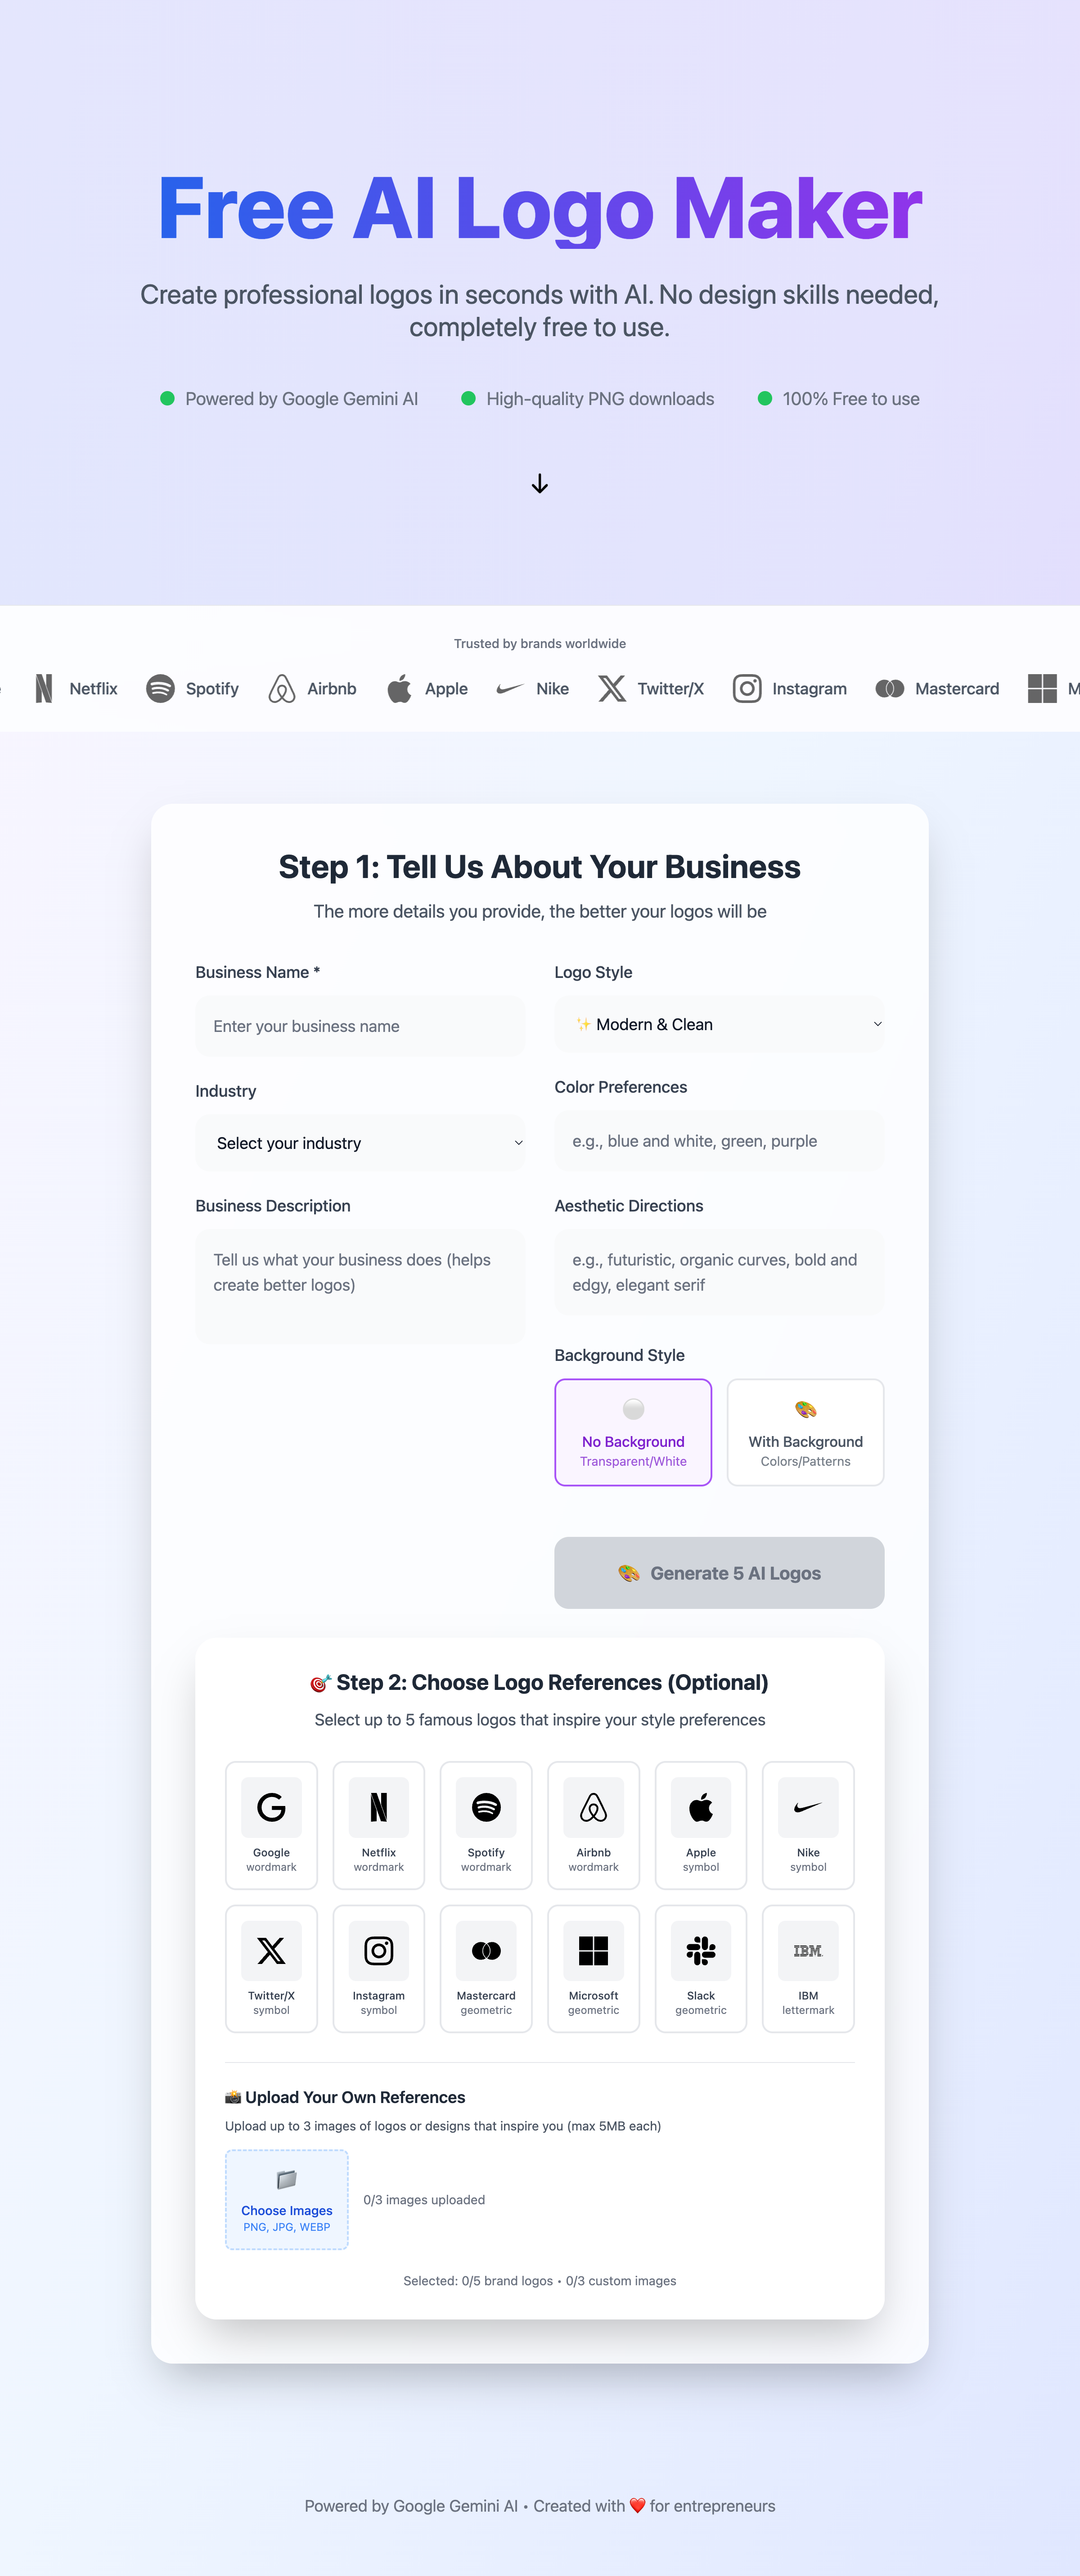 Free AI Logo Maker
Create professional logos in seconds with AI. No design skills needed,
completely free to use.
Powered by Google Gemini AI
High-quality PNG downloads
100% Free to use
Trusted by brands worldwide
Netflix
Spotify
Airbnb
Apple
Nike
Twitter/X
Instagram
Mastercard
M
Step 1: Tell Us About Your Business
The more details you provide, the better your logos will be
Business Name *
Enter your business name
Industry
Select your industry
Business Description
Tell us what your business does (helps
create better logos)
Logo Style
✨ Modern & Clean
Color Preferences
e.g., blue and white, green, purple
Aesthetic Directions
e.g., futuristic, organic curves, bold and
edgy, elegant serif
Background Style
No Background
Transparent/White
With Background
Colors/Patterns
🎨 Generate 5 AI Logos
🎯 Step 2: Choose Logo References (Optional)
Select up to 5 famous logos that inspire your style preferences
Google
wordmark
Netflix
wordmark
Spotify
wordmark
Airbnb
wordmark
Apple
symbol
Nike
symbol
Twitter/X
symbol
Instagram
symbol
Mastercard
geometric
Microsoft
geometric
Slack
geometric
IBM
IBM
lettermark
📸 Upload Your Own References
Upload up to 3 images of logos or designs that inspire you (max 5MB each)
Choose Images
PNG, JPG, WEBP
0/3 images uploaded
Selected: 0/5 brand logos • 0/3 custom images
Powered by Google Gemini AI • Created with ❤️ for entrepreneurs